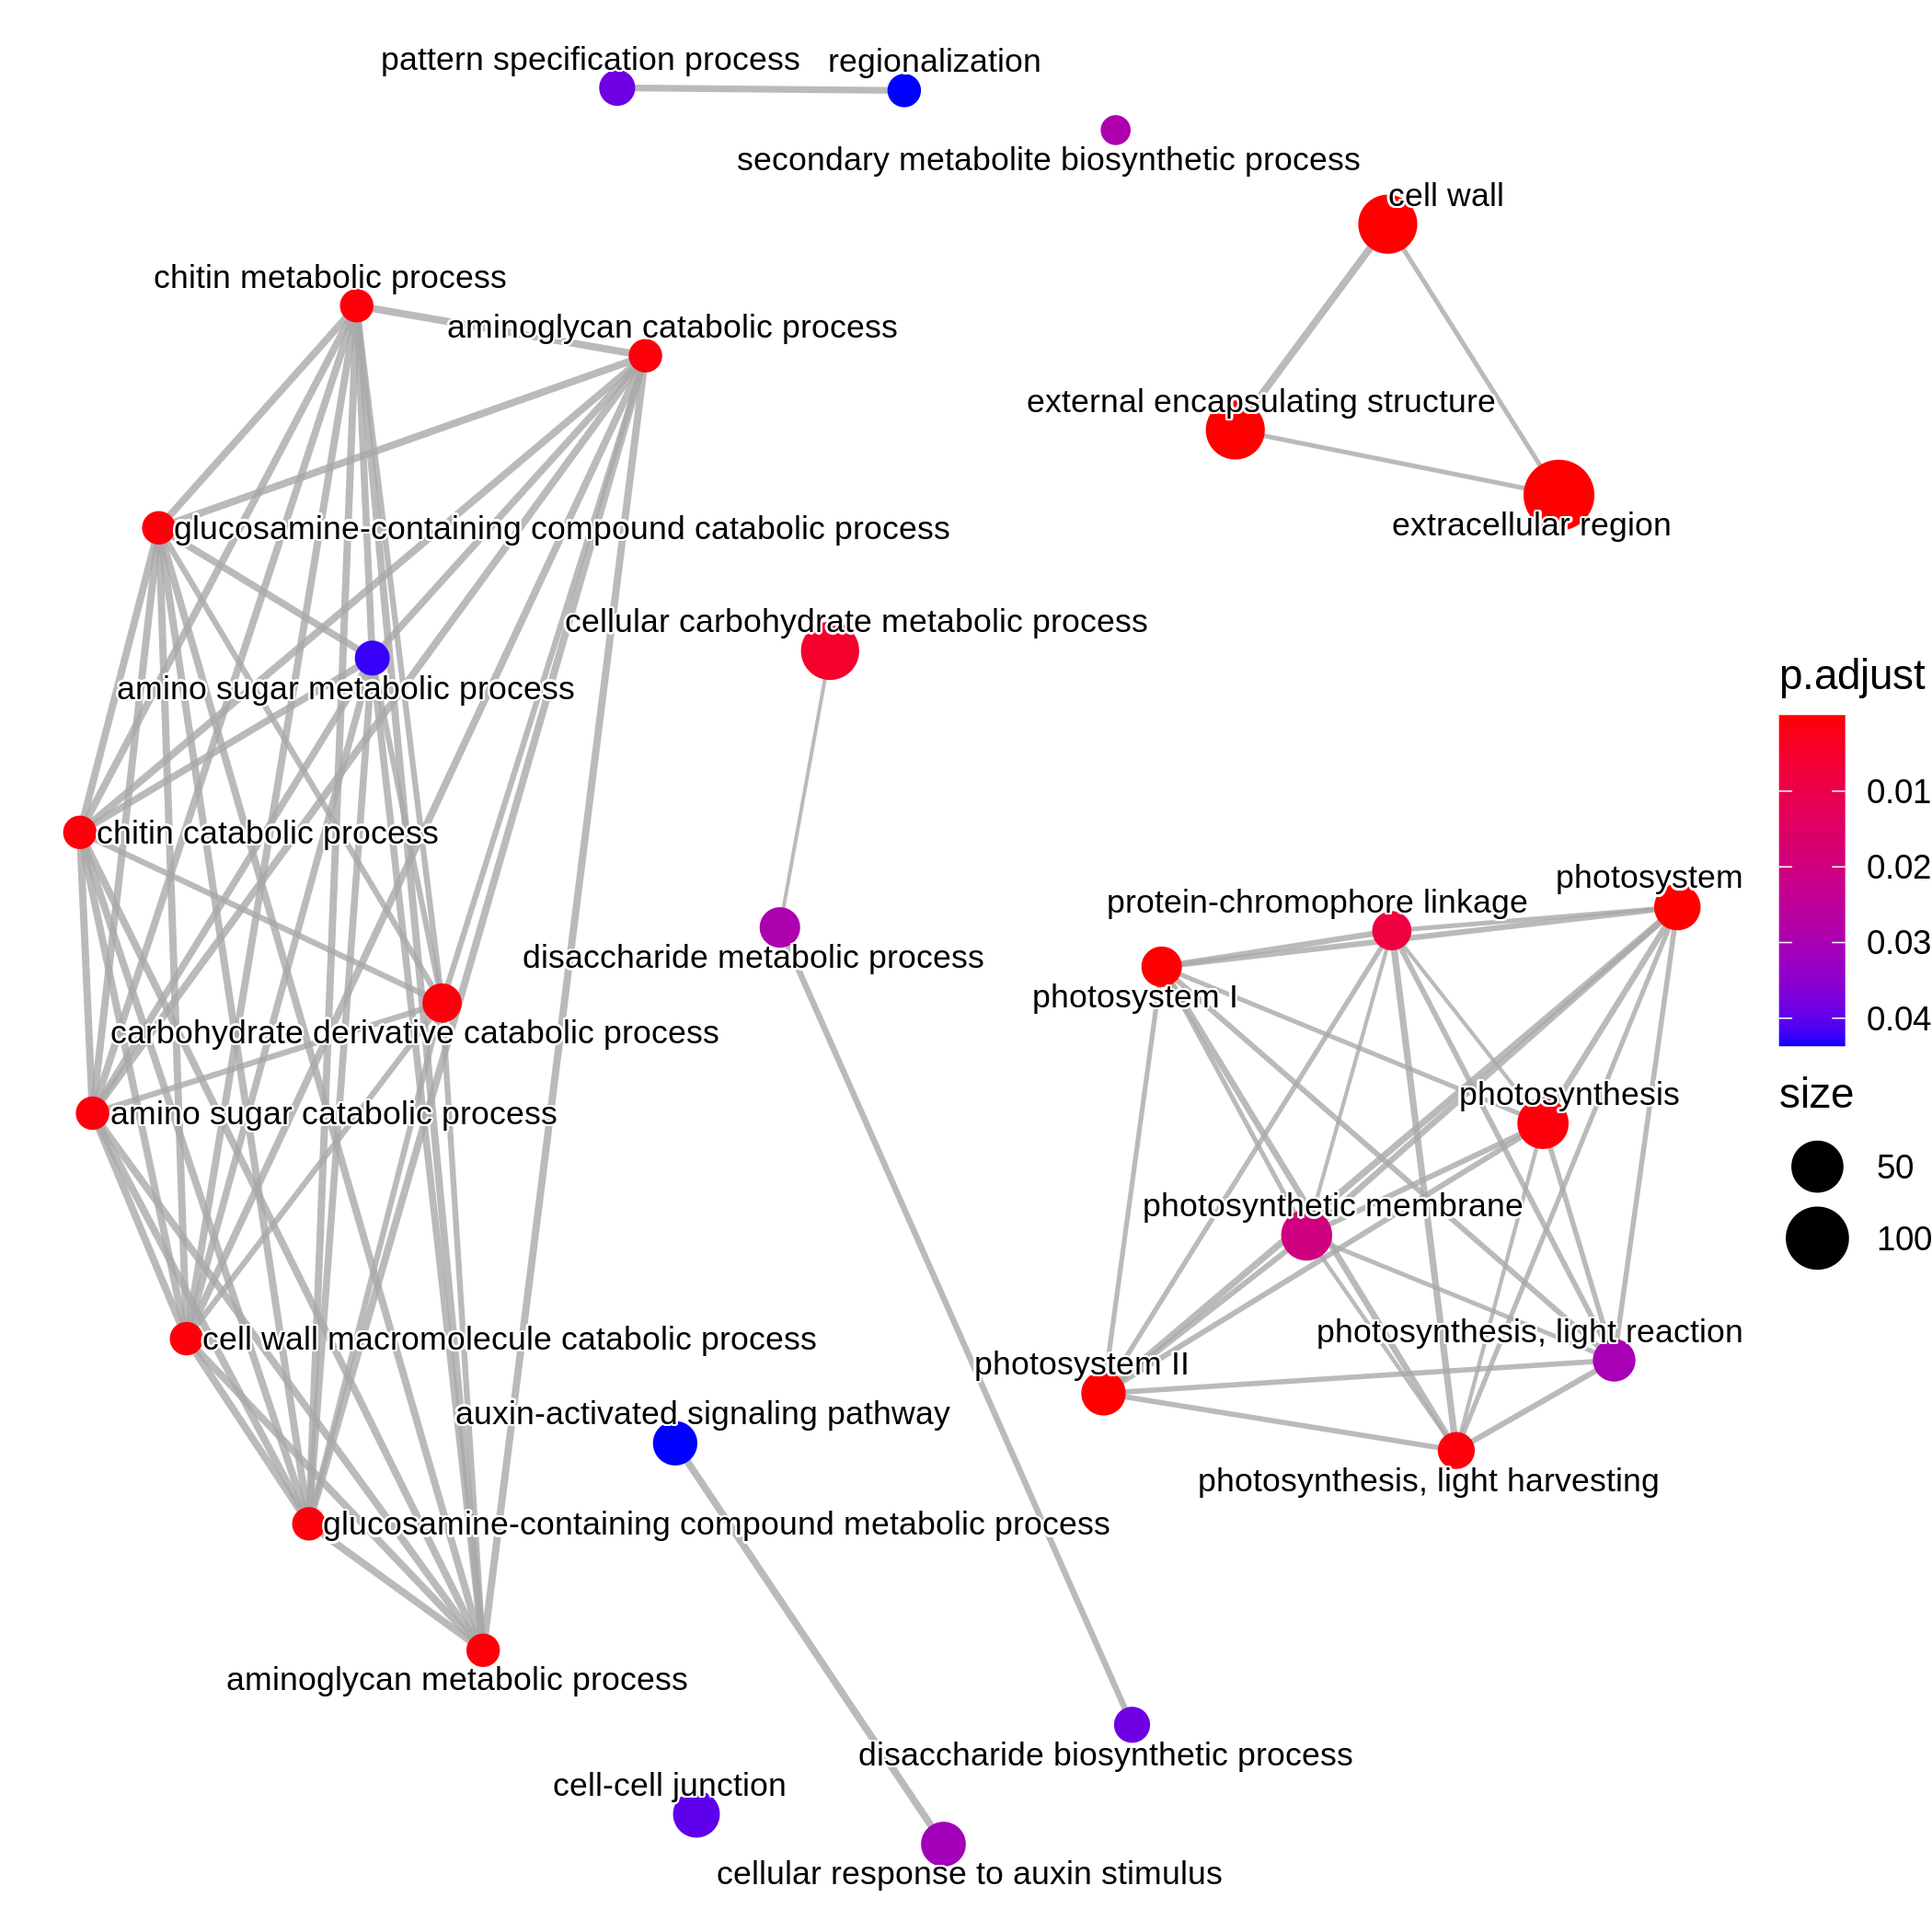 pattern specification process
regionalization
secondary metabolite biosynthetic process
cell wall
chitin metabolic process
aminoglycan catabolic process
external encapsulating structure
extracellular region
glucosamine-containing compound catabolic process
cellular carbohydrate metabolic process
amino sugar metabolic process
chitin catabolic process
disaccharide metabolic process
carbohydrate derivative catabolic process
amino sugar catabolic process
photosystem
protein-chromophore linkage
photosystem I
photosynthesis
photosynthetic membrane
photosynthesis, light reaction
photosystem II
photosynthesis, light harvesting
cell wall macromolecule catabolic process
auxin-activated signaling pathway
glucosamine-containing compound metabolic process
aminoglycan metabolic process
disaccharide biosynthetic process
cell-cell junction
cellular response to auxin stimulus
p.adjust
0.01
0.02
0.03
0.04
size
50
100